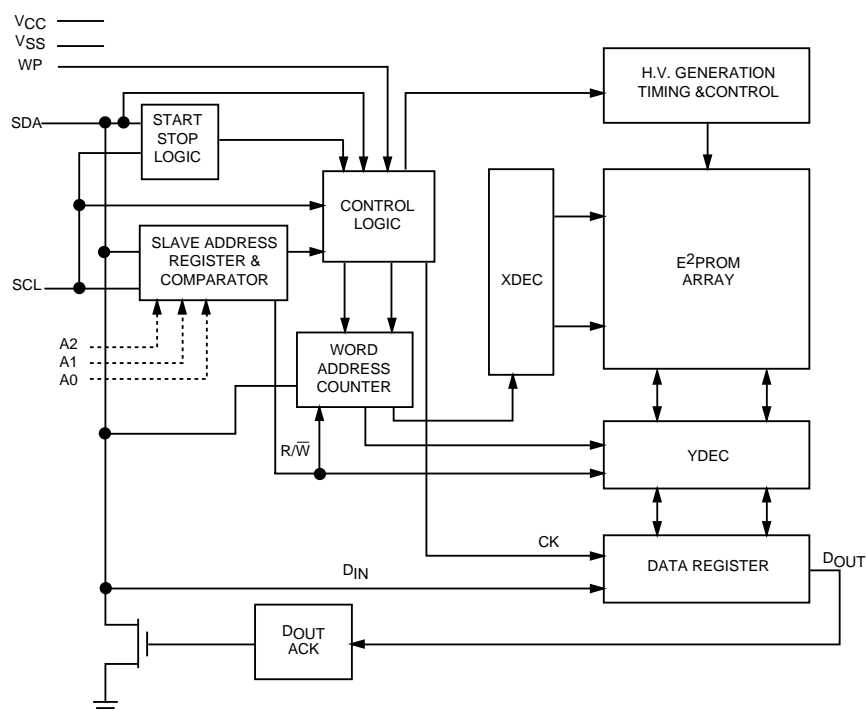 VCC
VSS
WP
H.V. GENERATION
TIMING &CONTROL
SDA
START
STOP
LOGIC
CONTROL
LOGIC
SLAVE ADDRESS
REGISTER &
COMPARATOR
XDEC
E²PROM
ARRAY
SCL
A2
A1
A0
WORD
ADDRESS
COUNTER
R/W̅
YDEC
CK
DIN
DATA REGISTER
DOUT
DOUT
ACK